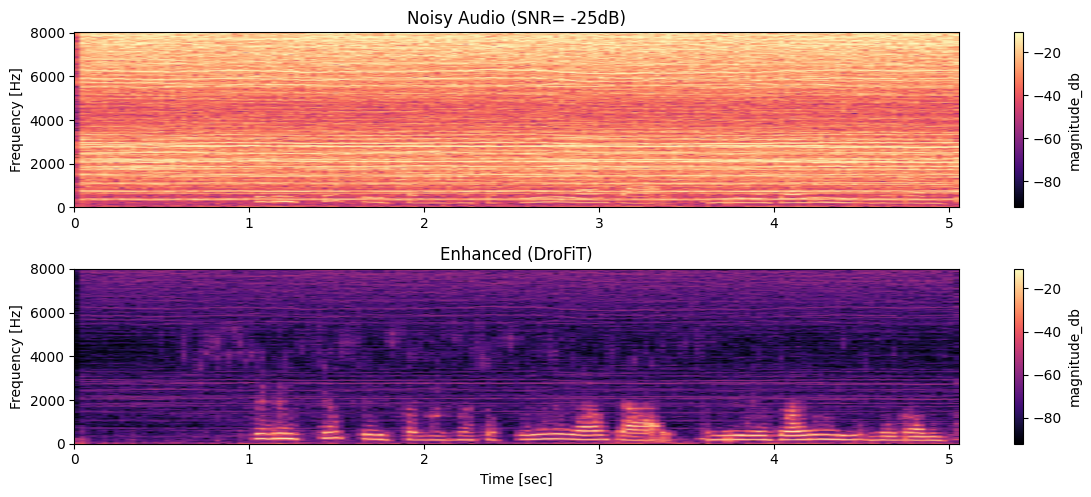 Noisy Audio (SNR= -25dB)
8000
6000
4000
2000
0
Frequency [Hz]
0 1 2 3 4 5
−20
−40
−60
−80
magnitude_db
Enhanced (DroFiT)
8000
6000
4000
2000
0
Frequency [Hz]
0 1 2 3 4 5
Time [sec]
−20
−40
−60
−80
magnitude_db